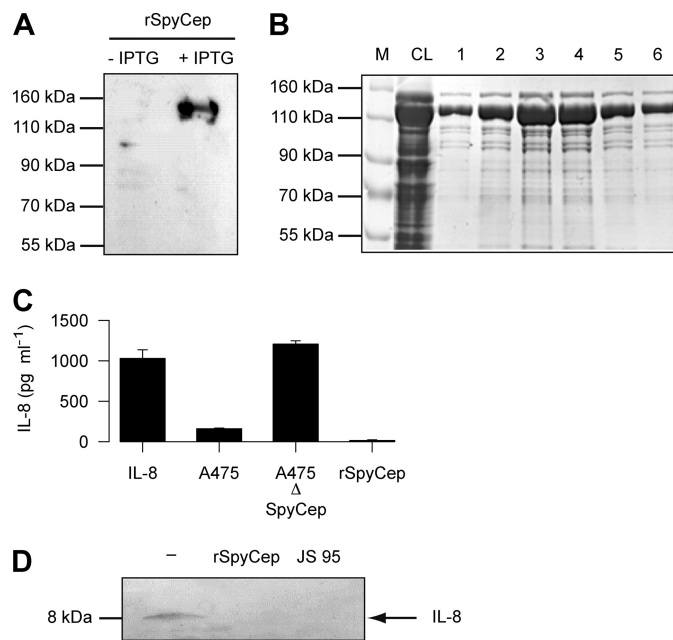 A
rSpyCep
- IPTG + IPTG
160 kDa
110 kDa
90 kDa
70 kDa
55 kDa
B
M CL 1 2 3 4 5 6
160 kDa
110 kDa
90 kDa
70 kDa
55 kDa
C
IL-8 (pg ml⁻¹)
1500
1000
500
0
IL-8 A475 A475 Δ SpyCep rSpyCep
D
– rSpyCep JS 95
8 kDa IL-8